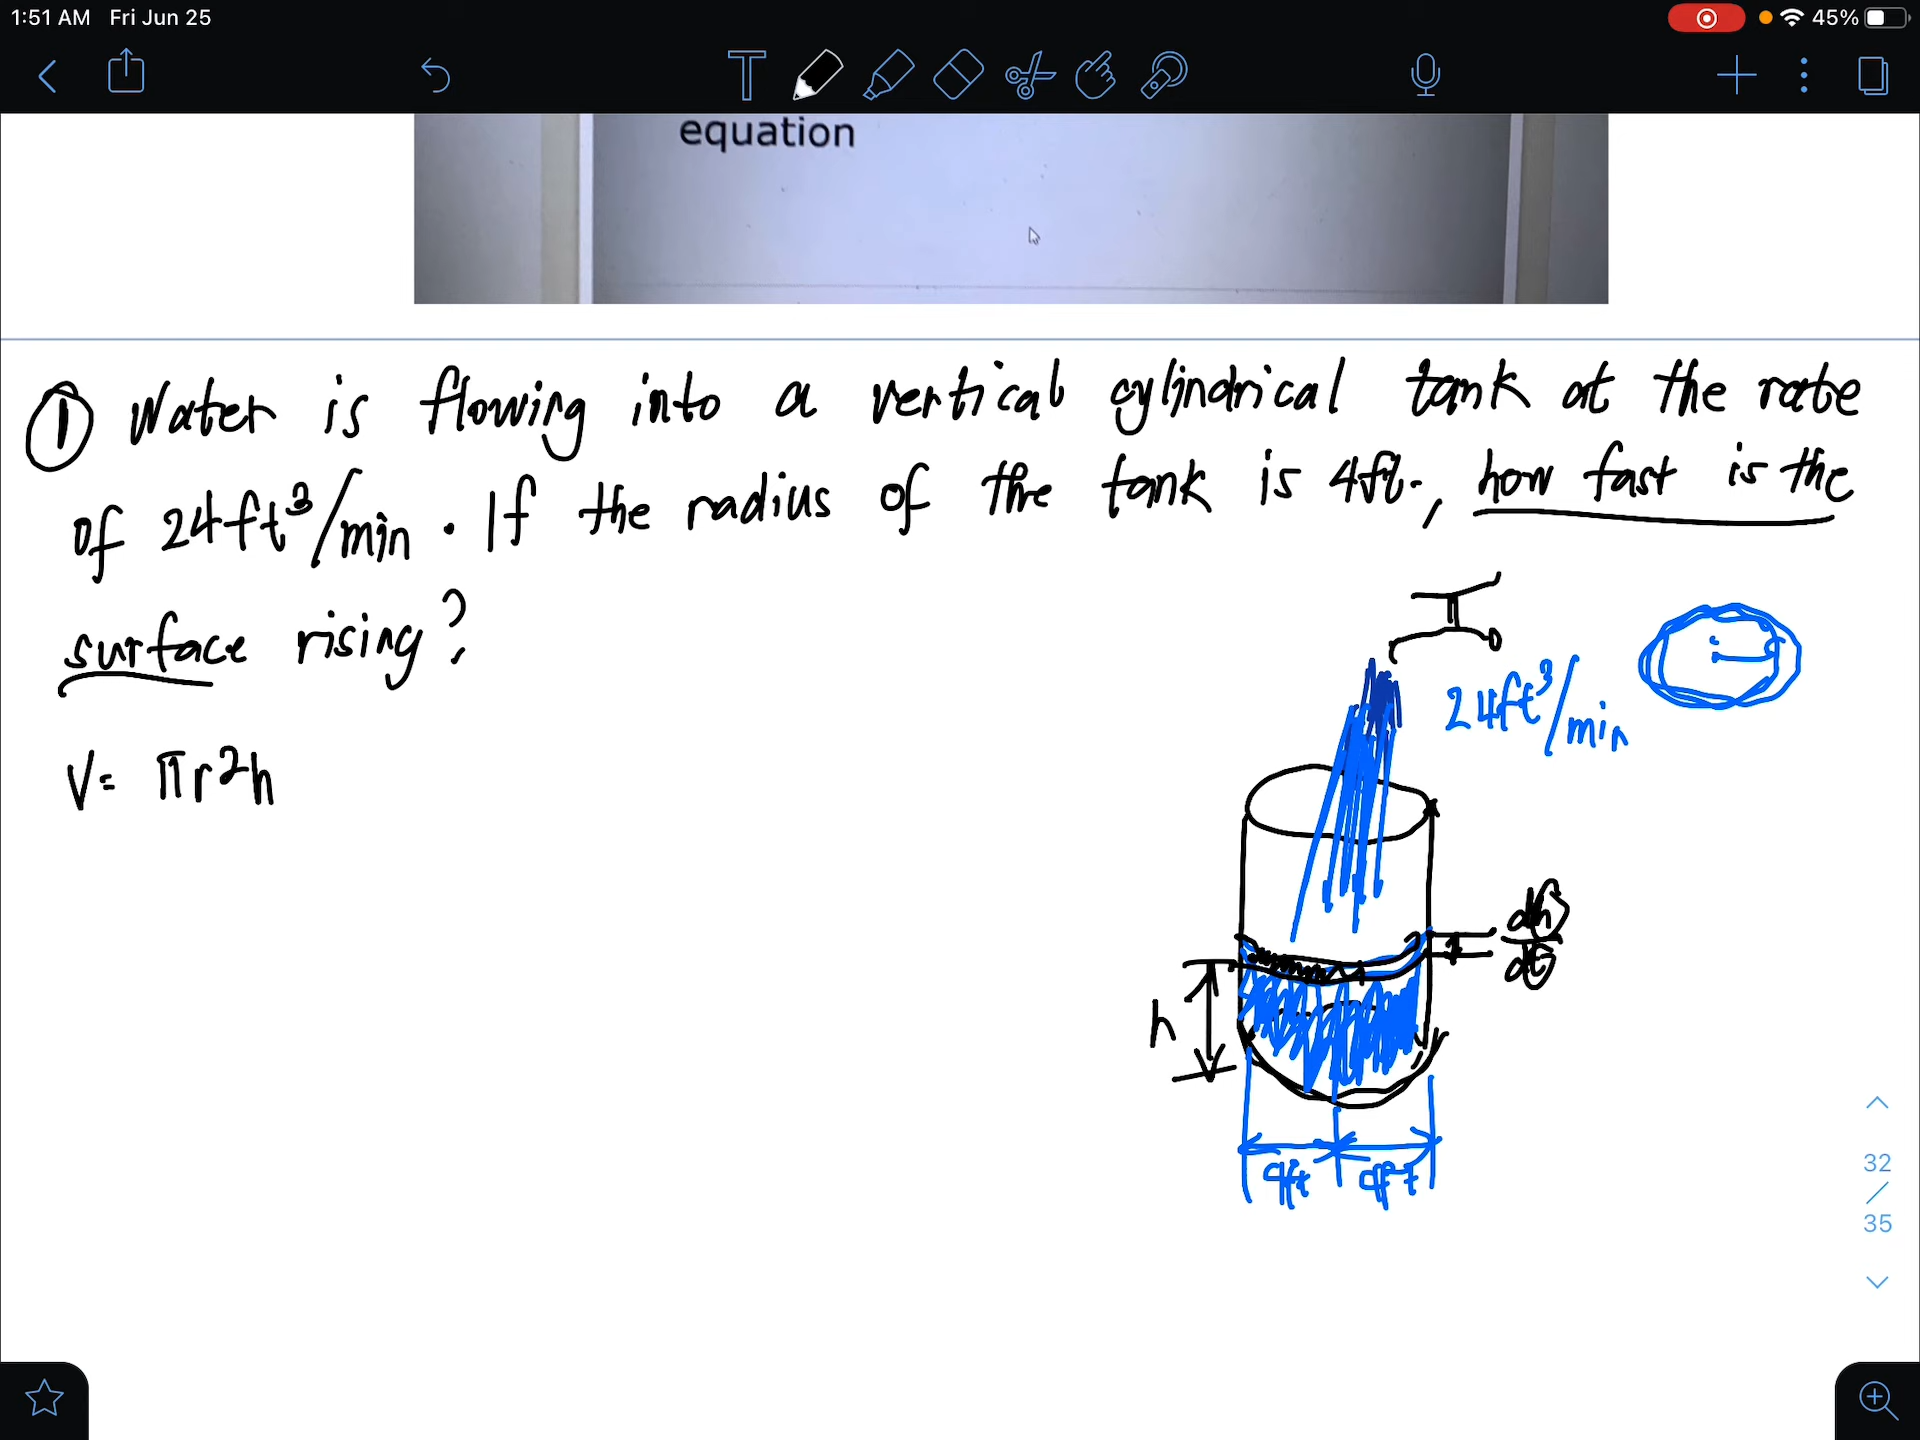 1:51 AM Fri Jun 25
45%
equation
① Water is flowing into a vertical cylindrical tank at the rate
of 24ft³/min. If the radius of the tank is 4ft., how fast is the
surface rising?
24ft³/min
V= πr²h
dh
dt
h
4ft 4ft
32
/
35